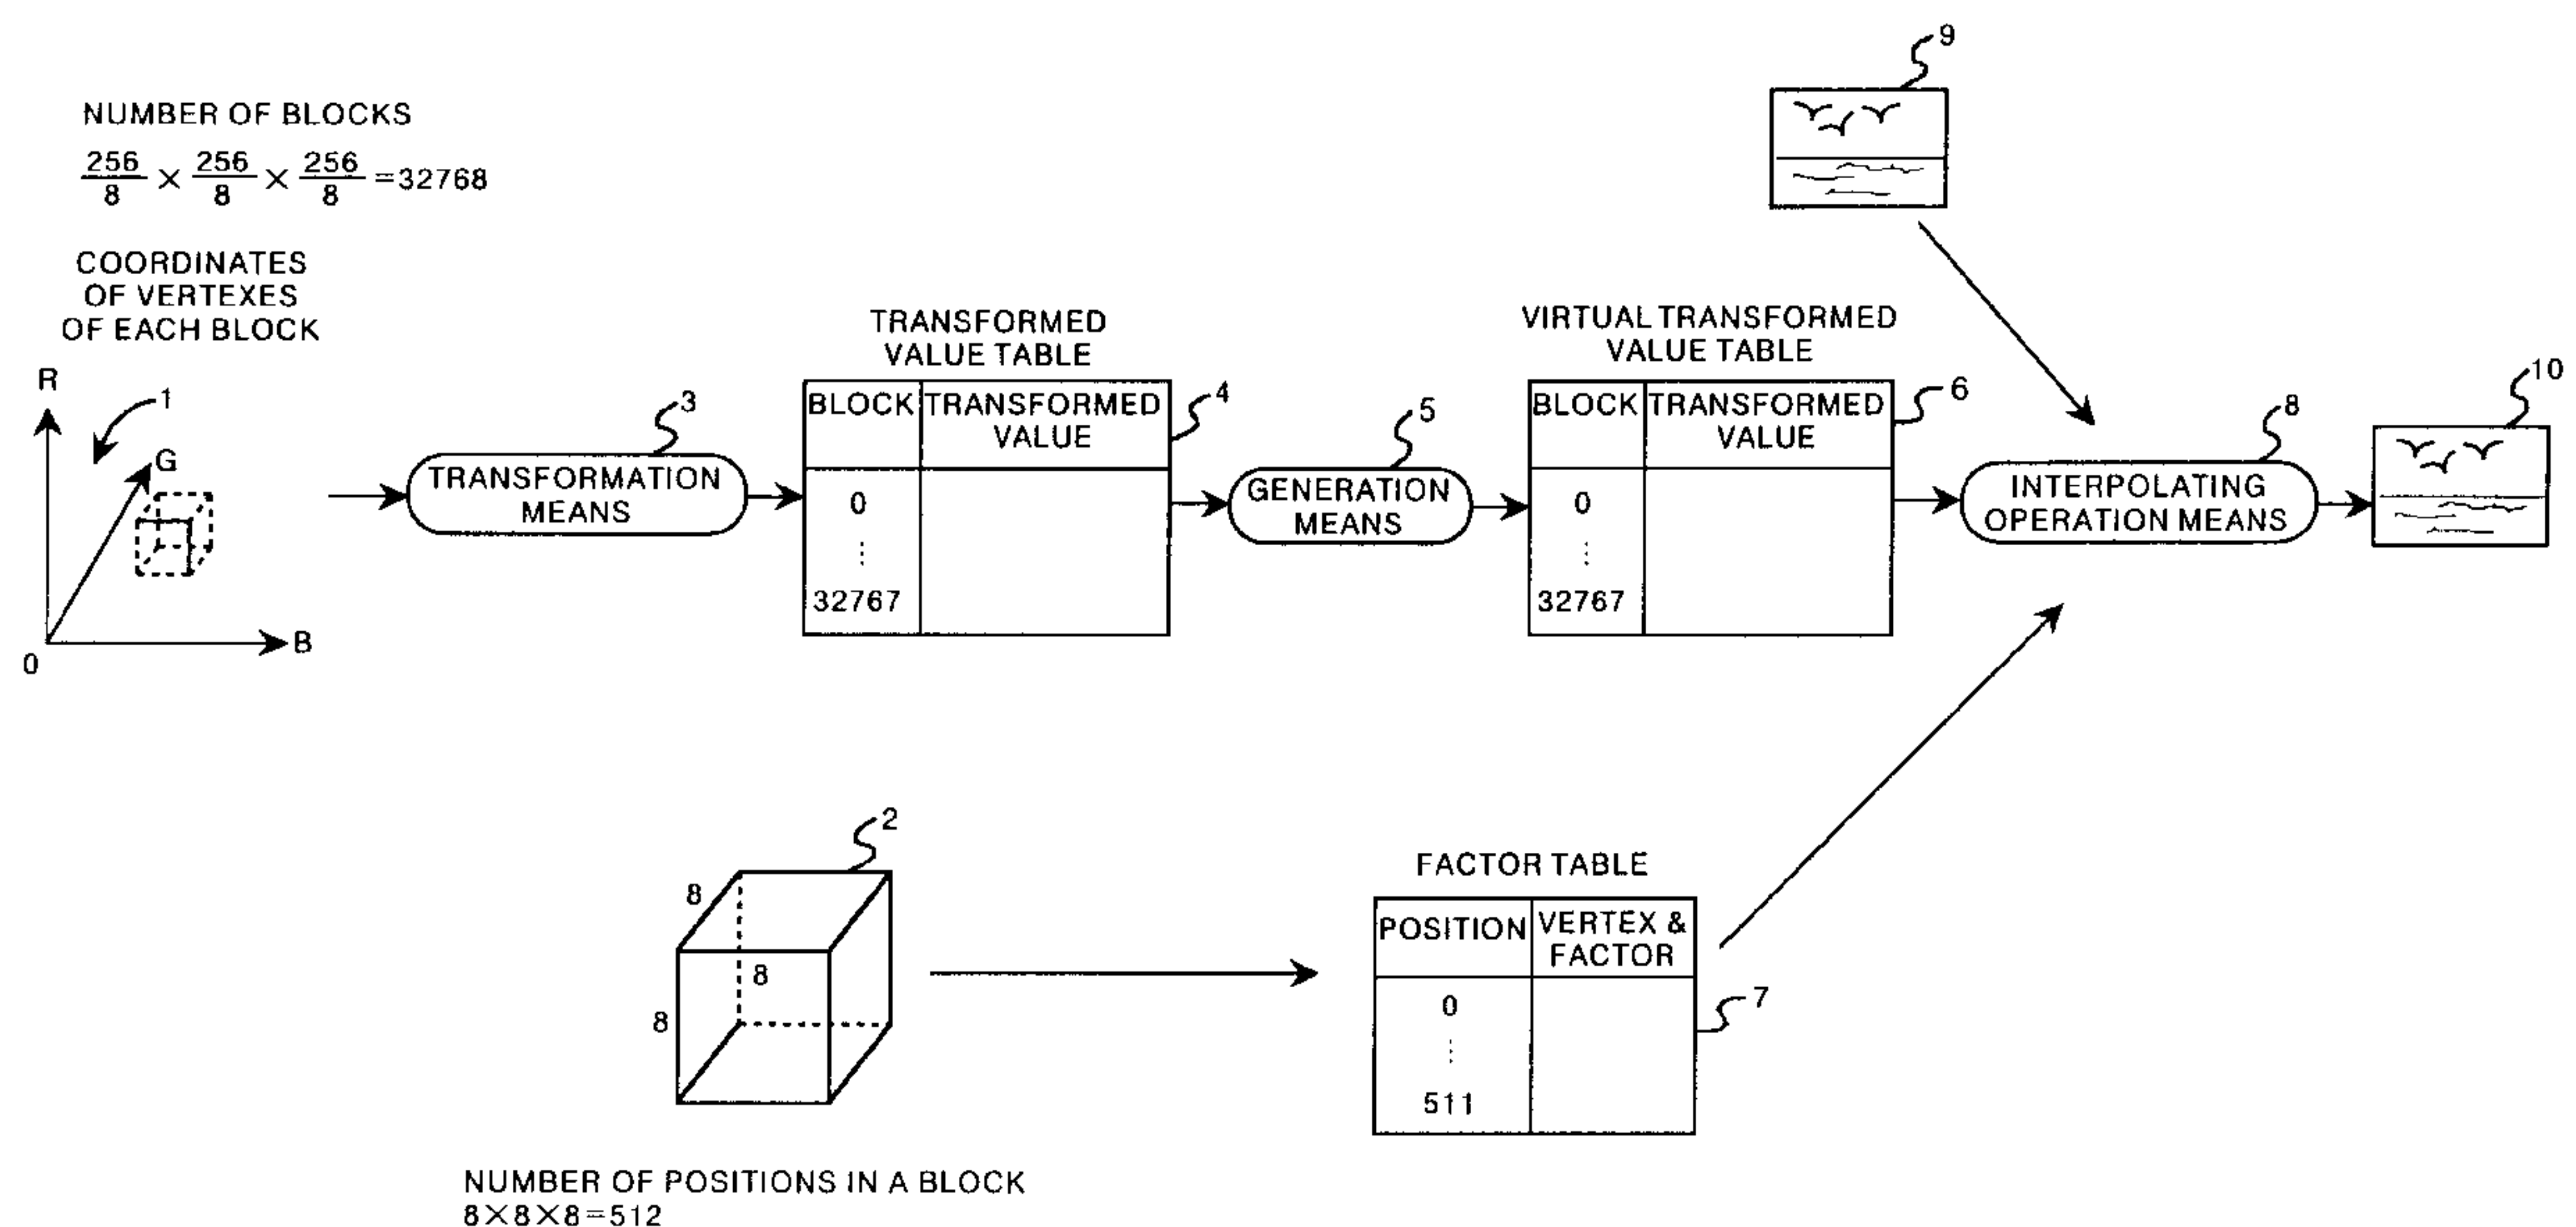 9
NUMBER OF BLOCKS
256/8 × 256/8 × 256/8 =32768
COORDINATES
OF VERTEXES
OF EACH BLOCK
R
1
G
0
B
3
TRANSFORMATION
MEANS
TRANSFORMED
VALUE TABLE
4
BLOCK TRANSFORMED
VALUE
0
⋮
32767
5
GENERATION
MEANS
VIRTUAL TRANSFORMED
VALUE TABLE
6
BLOCK TRANSFORMED
VALUE
0
⋮
32767
8
INTERPOLATING
OPERATION MEANS
10
2
8
8
8
NUMBER OF POSITIONS IN A BLOCK
8×8×8=512
FACTOR TABLE
POSITION VERTEX &
FACTOR
0
⋮
511
7